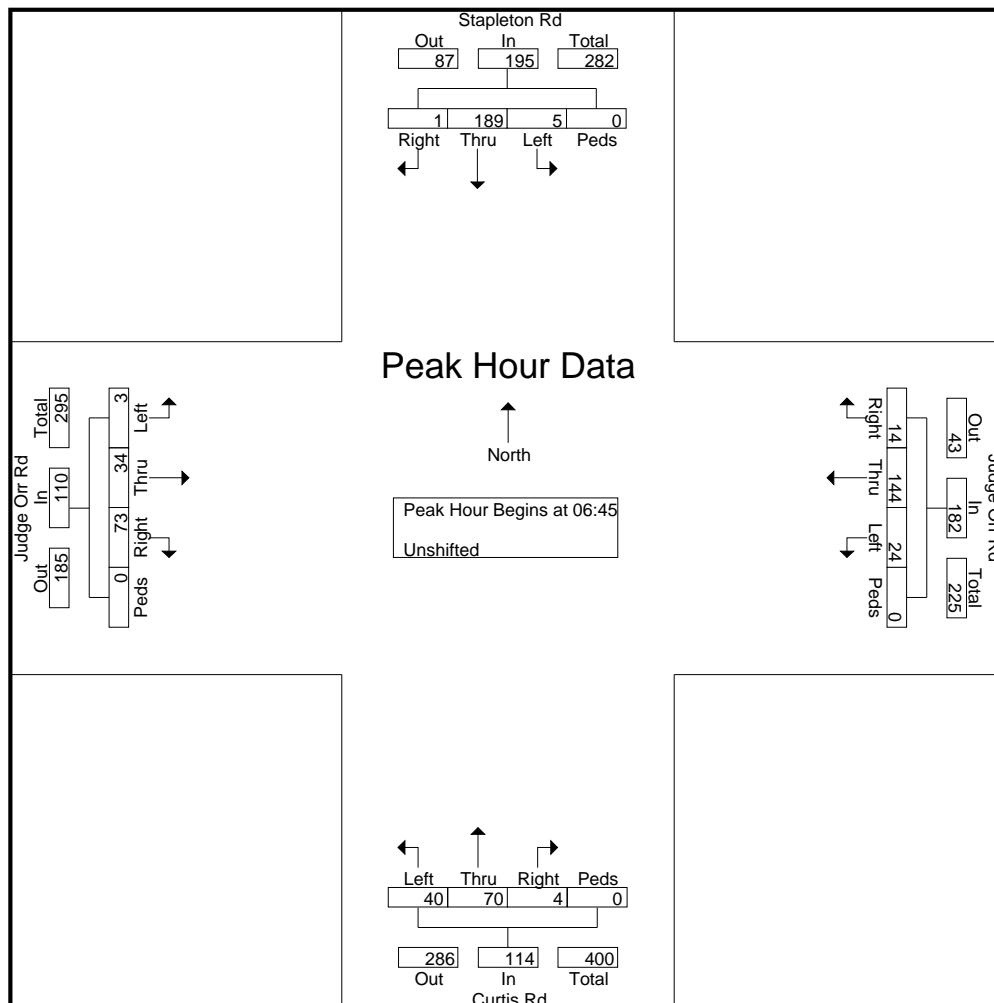 Stapleton Rd
Out In Total
87 195 282
1 189 5 0
Right Thru Left Peds
Peak Hour Data
North
Peak Hour Begins at 06:45
Unshifted
Judge Orr Rd
Total In Out
295 110 185
3 34 73 0
Left Thru Right Peds
Right Thru Left Peds
14 144 24 0
Out In Total
43 182 225
Judge Orr Rd
Left Thru Right Peds
40 70 4 0
286 114 400
Out In Total
Curtis Rd